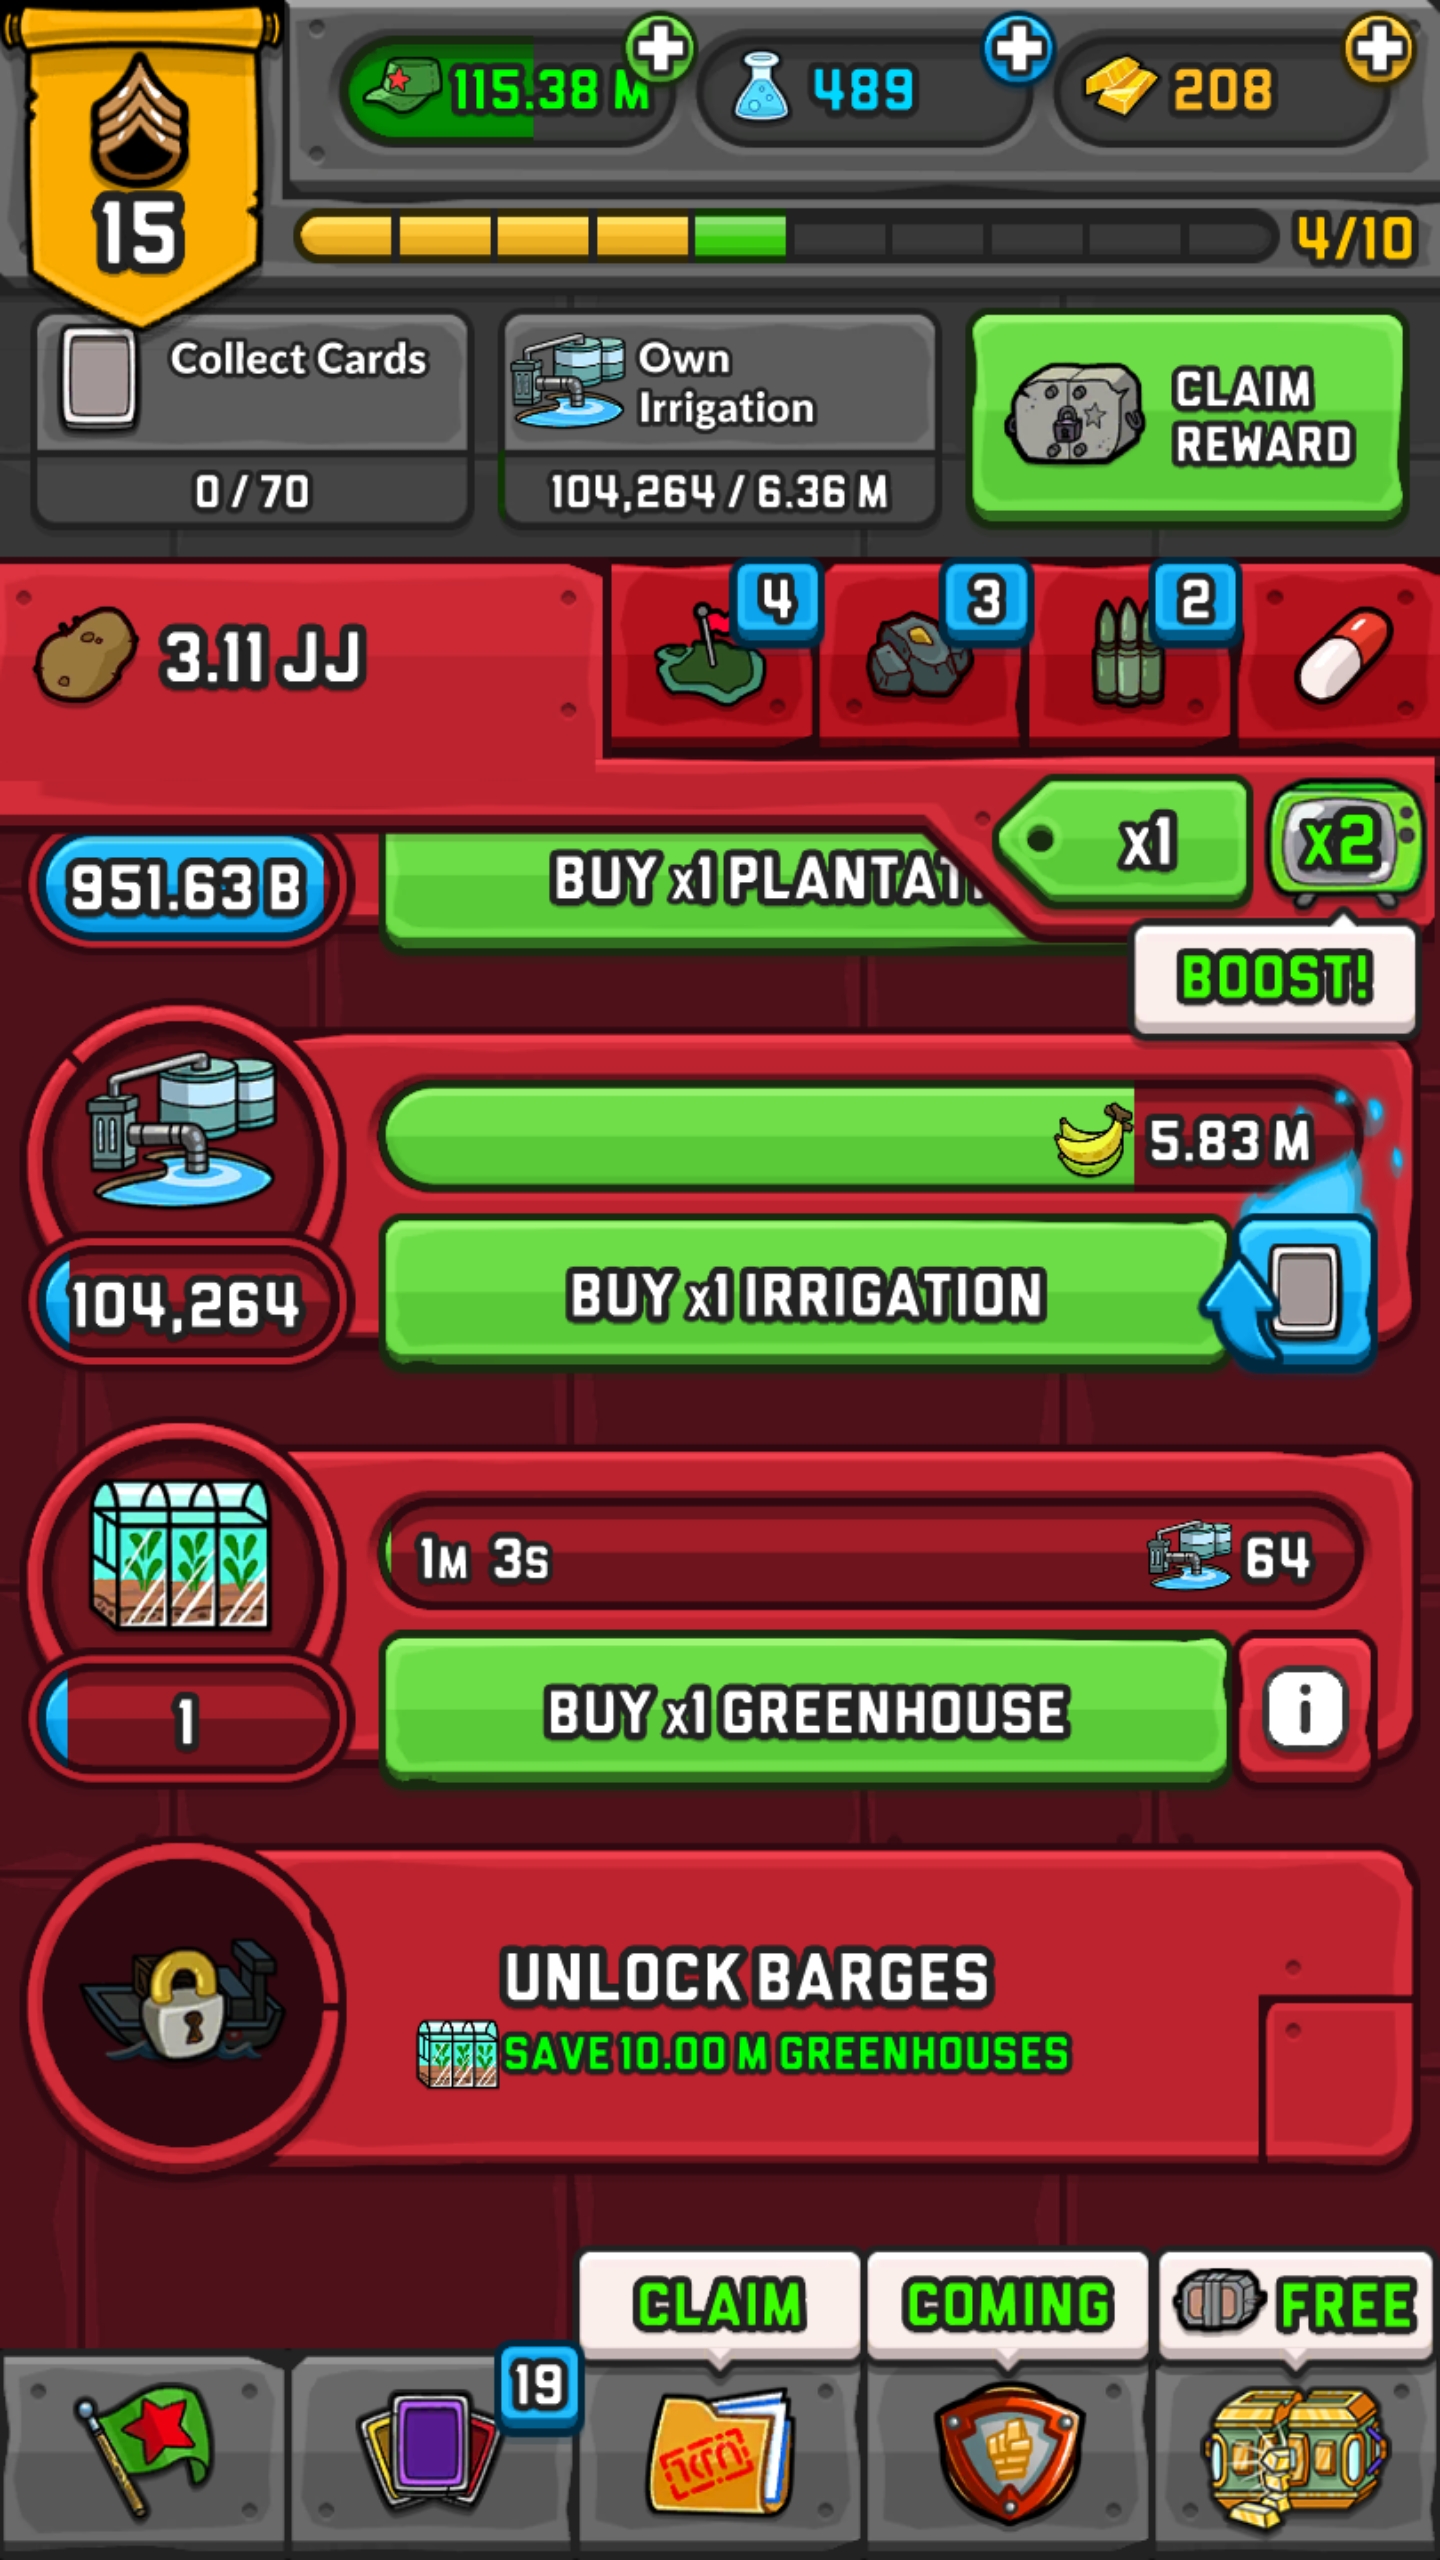 115.38 M
489
208
15
4/10
Collect Cards
0 / 70
Own
Irrigation
104,264 / 6.36 M
CLAIM
REWARD
3.11 JJ
4
3
2
951.63 B
BUY x1 PLANTAT
x1
x2
BOOST!
5.83 M
104,264
BUY x1 IRRIGATION
1M 3S
64
1
BUY x1 GREENHOUSE
i
UNLOCK BARGES
SAVE 10.00 M GREENHOUSES
CLAIM
COMING
FREE
19